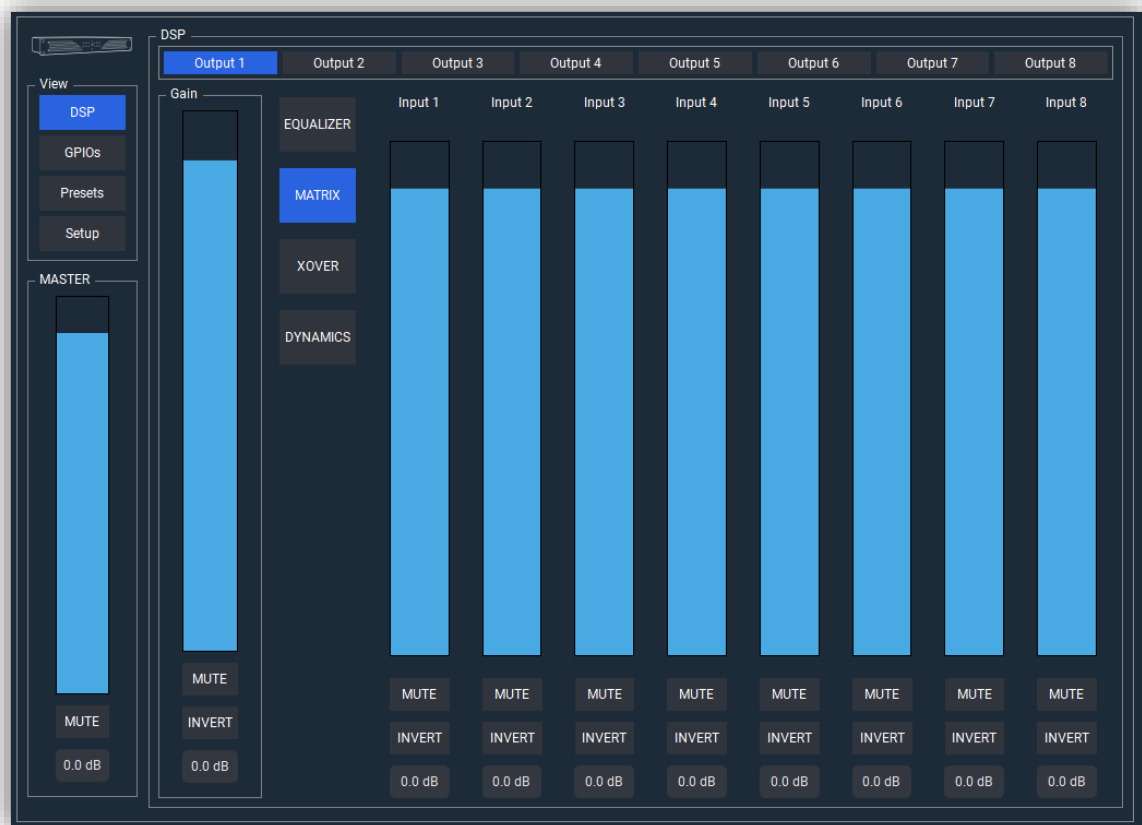 DSP
Output 1 Output 2 Output 3 Output 4 Output 5 Output 6 Output 7 Output 8
View
DSP
GPIOs
Presets
Setup
MASTER
MUTE
0.0 dB
Gain
MUTE
INVERT
0.0 dB
EQUALIZER
MATRIX
XOVER
DYNAMICS
Input 1 Input 2 Input 3 Input 4 Input 5 Input 6 Input 7 Input 8
MUTE MUTE MUTE MUTE MUTE MUTE MUTE MUTE
INVERT INVERT INVERT INVERT INVERT INVERT INVERT INVERT
0.0 dB 0.0 dB 0.0 dB 0.0 dB 0.0 dB 0.0 dB 0.0 dB 0.0 dB